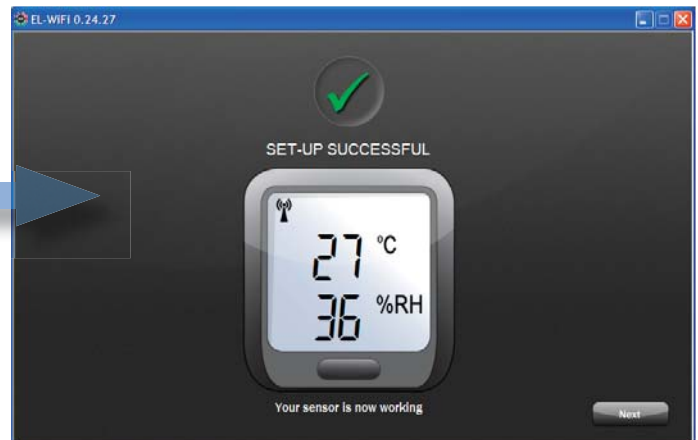 EL-WIFI 0.24.27
SET-UP SUCCESSFUL
27 °C
36 %RH
Your sensor is now working
Next